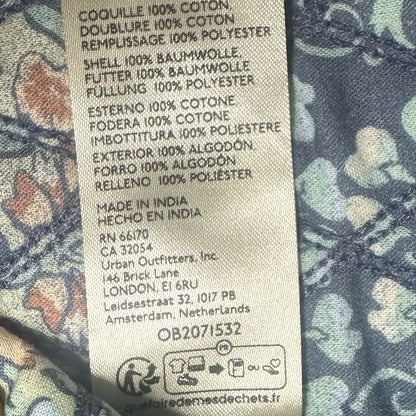 COQUILLE 100% COTON,
DOUBLURE 100% COTON
REMPLISSAGE 100% POLYESTER
SHELL 100% BAUMWOLLE,
FUTTER 100% BAUMWOLLE
FÜLLUNG 100% POLYESTER
ESTERNO 100% COTONE,
FODERA 100% COTONE
IMBOTTITURA 100% POLIESTERE
EXTERIOR 100% ALGODÓN,
FORRO 100% ALGODÓN
RELLENO 100% POLIÉSTER
MADE IN INDIA
HECHO EN INDIA
RN 66170
CA 32054
Urban Outfitters, Inc.
146 Brick Lane
LONDON, E1 6RU
Leidsestraat 32, 1017 PB
Amsterdam, Netherlands
OB2071532
FR
OU
quefairedemesdechets.fr